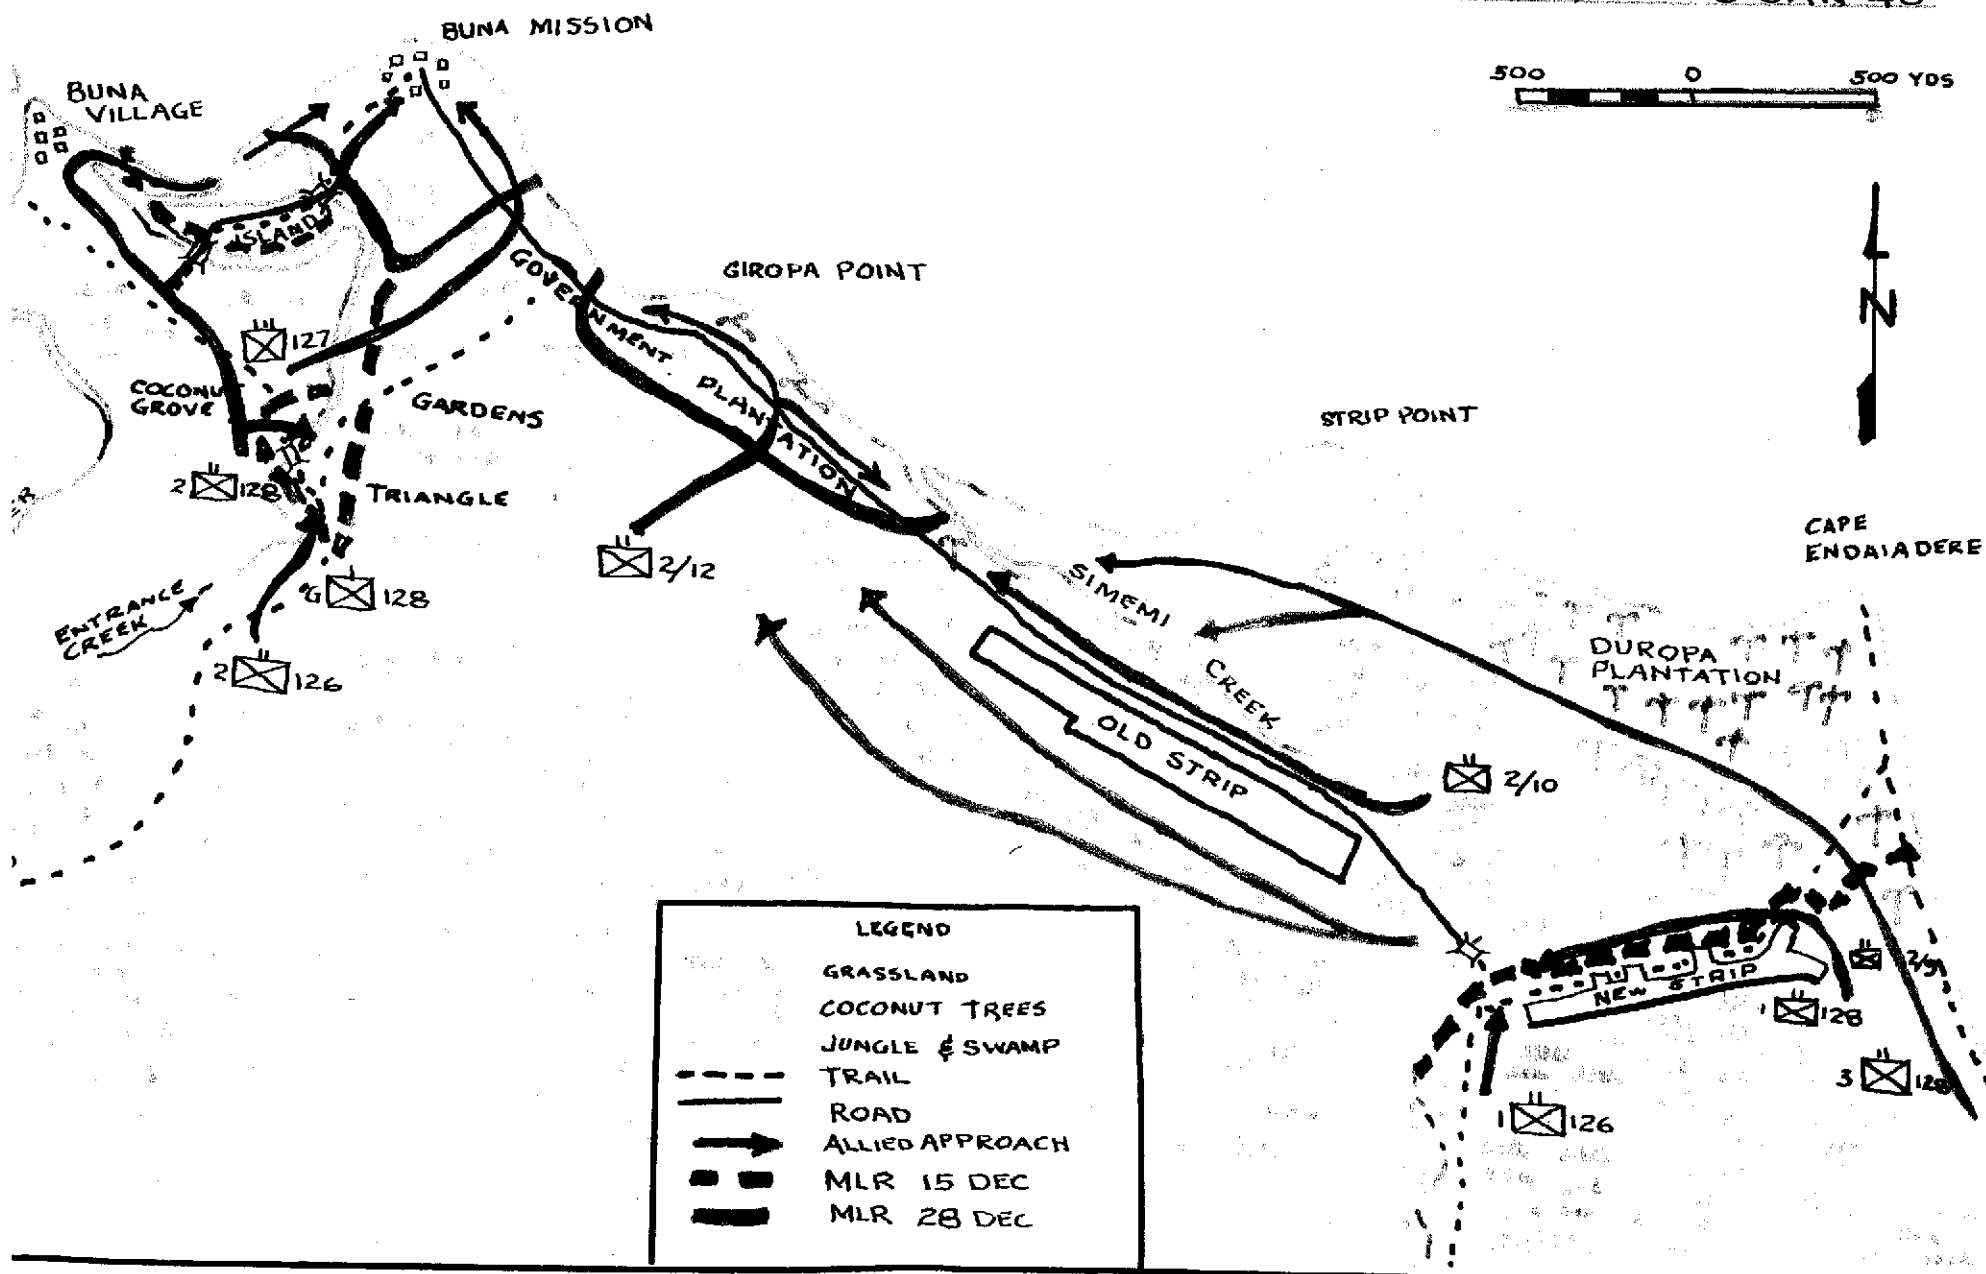 BUNA MISSION
BUNA
VILLAGE
500 0 500 YDS
N
ISLAND
GOVERNMENT PLANTATION
GIROPA POINT
127
COCONUT
GROVE
GARDENS
STRIP POINT
2 128
TRIANGLE
CAPE
ENDAIADERE
2/12
G 128
ENTRANCE
CREEK
SIMEMI
CREEK
2 126
DUROPA
PLANTATION
OLD STRIP
2/10
2/9
NEW STRIP
1 128
3 128
1 126
LEGEND
GRASSLAND
COCONUT TREES
JUNGLE & SWAMP
TRAIL
ROAD
ALLIED APPROACH
MLR 15 DEC
MLR 28 DEC